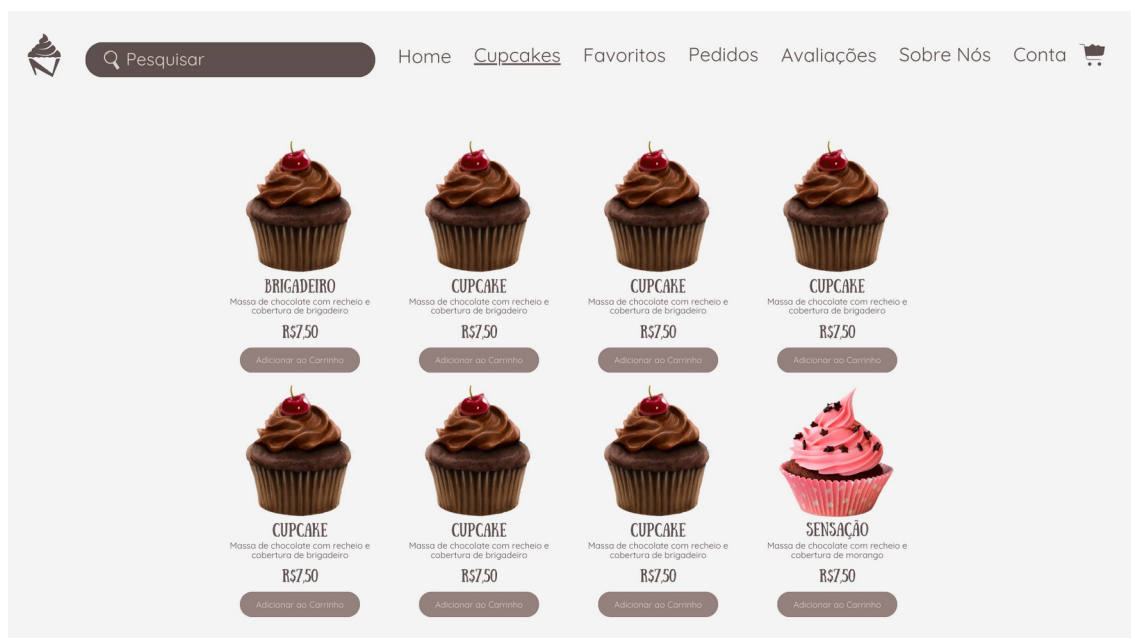 Pesquisar
Home
Cupcakes
Favoritos
Pedidos
Avaliações
Sobre Nós
Conta
BRIGADEIRO
Massa de chocolate com recheio e
cobertura de brigadeiro
R$7,50
Adicionar ao Carrinho
CUPCAKE
Massa de chocolate com recheio e
cobertura de brigadeiro
R$7,50
Adicionar ao Carrinho
CUPCAKE
Massa de chocolate com recheio e
cobertura de brigadeiro
R$7,50
Adicionar ao Carrinho
CUPCAKE
Massa de chocolate com recheio e
cobertura de brigadeiro
R$7,50
Adicionar ao Carrinho
CUPCAKE
Massa de chocolate com recheio e
cobertura de brigadeiro
R$7,50
Adicionar ao Carrinho
CUPCAKE
Massa de chocolate com recheio e
cobertura de brigadeiro
R$7,50
Adicionar ao Carrinho
CUPCAKE
Massa de chocolate com recheio e
cobertura de brigadeiro
R$7,50
Adicionar ao Carrinho
SENSAÇÃO
Massa de chocolate com recheio e
cobertura de morango
R$7,50
Adicionar ao Carrinho